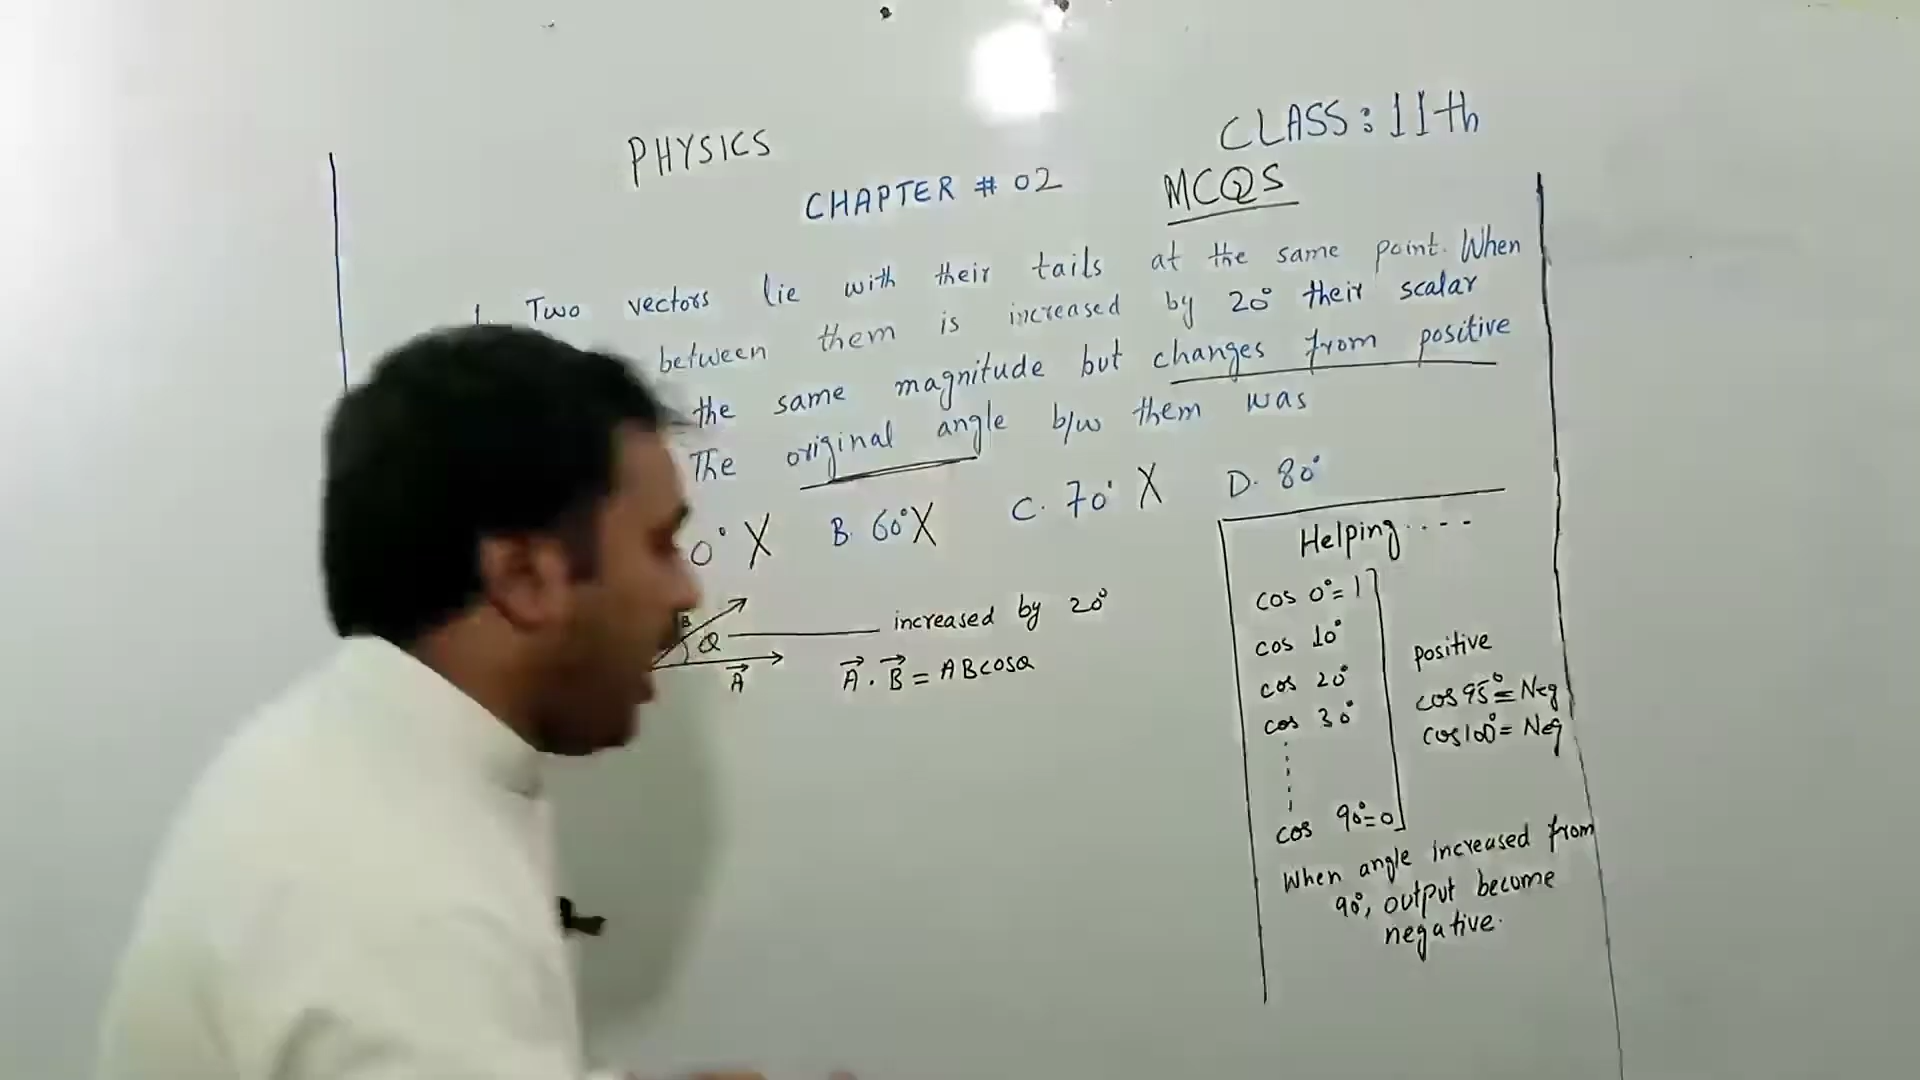 PHYSICS
CLASS: 11th
CHAPTER # 02
MCQS
1. Two vectors lie with their tails at the same point. When
between them is increased by 20° their scalar
the same magnitude but changes from positive
The original angle b/w them was
0° X B. 60° X C. 70° X D. 80°
B
Q
A
increased by 20°
A . B = ABcosQ
Helping ----
cos 0° = 1
cos 10°
cos 20°
cos 30°
cos 90° = 0
positive
cos 95° = Neg
cos 100° = Neg
When angle increased from
90°, output become
negative.